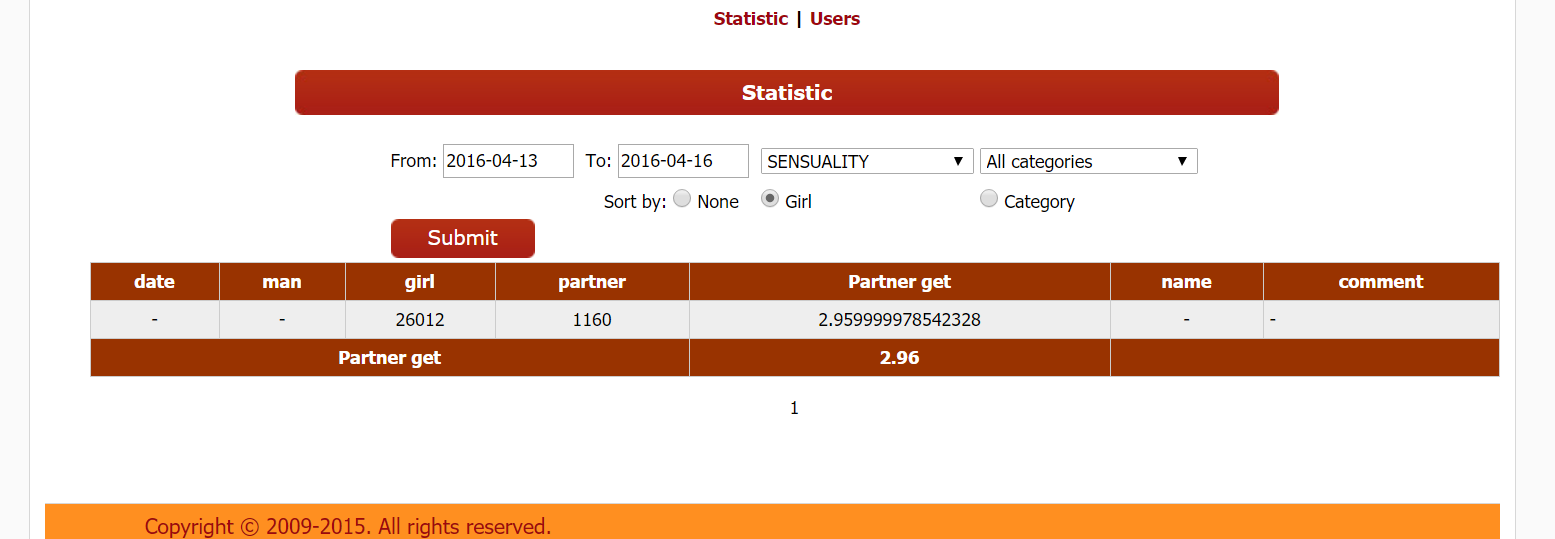 Statistic | Users
Statistic
From: 2016-04-13 To: 2016-04-16 SENSUALITY All categories
Sort by: None Girl Category
Submit
date man girl partner Partner get name comment
- - 26012 1160 2.959999978542328 - -
Partner get 2.96
1
Copyright © 2009-2015. All rights reserved.